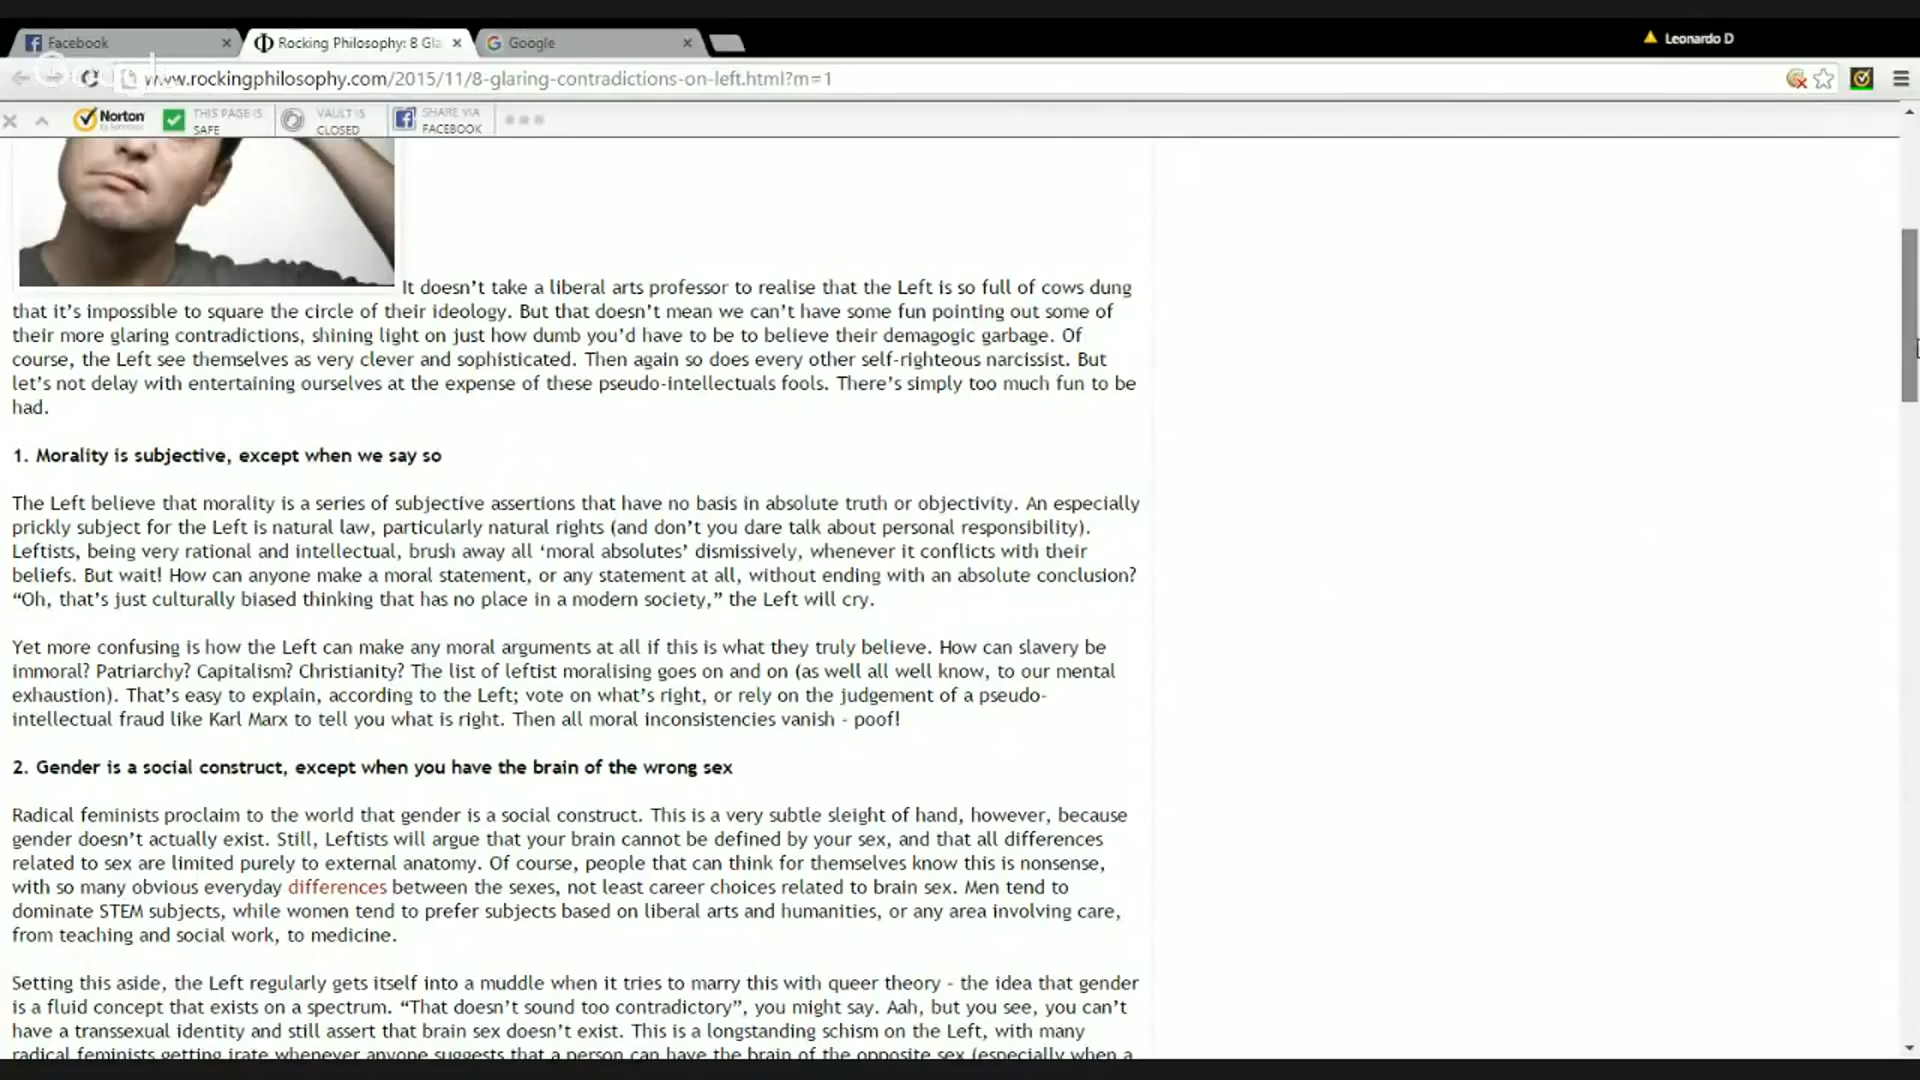 Facebook
Rocking Philosophy: 8 Gla
Google
Leonardo D
www.rockingphilosophy.com/2015/11/8-glaring-contradictions-on-left.html?m=1
Norton
THIS PAGE IS
SAFE
VAULT IS
CLOSED
SHARE VIA
FACEBOOK
It doesn’t take a liberal arts professor to realise that the Left is so full of cows dung
that it’s impossible to square the circle of their ideology. But that doesn’t mean we can’t have some fun pointing out some of
their more glaring contradictions, shining light on just how dumb you’d have to be to believe their demagogic garbage. Of
course, the Left see themselves as very clever and sophisticated. Then again so does every other self-righteous narcissist. But
let’s not delay with entertaining ourselves at the expense of these pseudo-intellectuals fools. There’s simply too much fun to be
had.
1. Morality is subjective, except when we say so
The Left believe that morality is a series of subjective assertions that have no basis in absolute truth or objectivity. An especially
prickly subject for the Left is natural law, particularly natural rights (and don’t you dare talk about personal responsibility).
Leftists, being very rational and intellectual, brush away all ‘moral absolutes’ dismissively, whenever it conflicts with their
beliefs. But wait! How can anyone make a moral statement, or any statement at all, without ending with an absolute conclusion?
“Oh, that’s just culturally biased thinking that has no place in a modern society,” the Left will cry.
Yet more confusing is how the Left can make any moral arguments at all if this is what they truly believe. How can slavery be
immoral? Patriarchy? Capitalism? Christianity? The list of leftist moralising goes on and on (as well all well know, to our mental
exhaustion). That’s easy to explain, according to the Left; vote on what’s right, or rely on the judgement of a pseudo-
intellectual fraud like Karl Marx to tell you what is right. Then all moral inconsistencies vanish - poof!
2. Gender is a social construct, except when you have the brain of the wrong sex
Radical feminists proclaim to the world that gender is a social construct. This is a very subtle sleight of hand, however, because
gender doesn’t actually exist. Still, Leftists will argue that your brain cannot be defined by your sex, and that all differences
related to sex are limited purely to external anatomy. Of course, people that can think for themselves know this is nonsense,
with so many obvious everyday differences between the sexes, not least career choices related to brain sex. Men tend to
dominate STEM subjects, while women tend to prefer subjects based on liberal arts and humanities, or any area involving care,
from teaching and social work, to medicine.
Setting this aside, the Left regularly gets itself into a muddle when it tries to marry this with queer theory - the idea that gender
is a fluid concept that exists on a spectrum. “That doesn’t sound too contradictory”, you might say. Aah, but you see, you can’t
have a transsexual identity and still assert that brain sex doesn’t exist. This is a longstanding schism on the Left, with many
radical feminists getting irate whenever anyone suggests that a person can have the brain of the opposite sex (especially when a